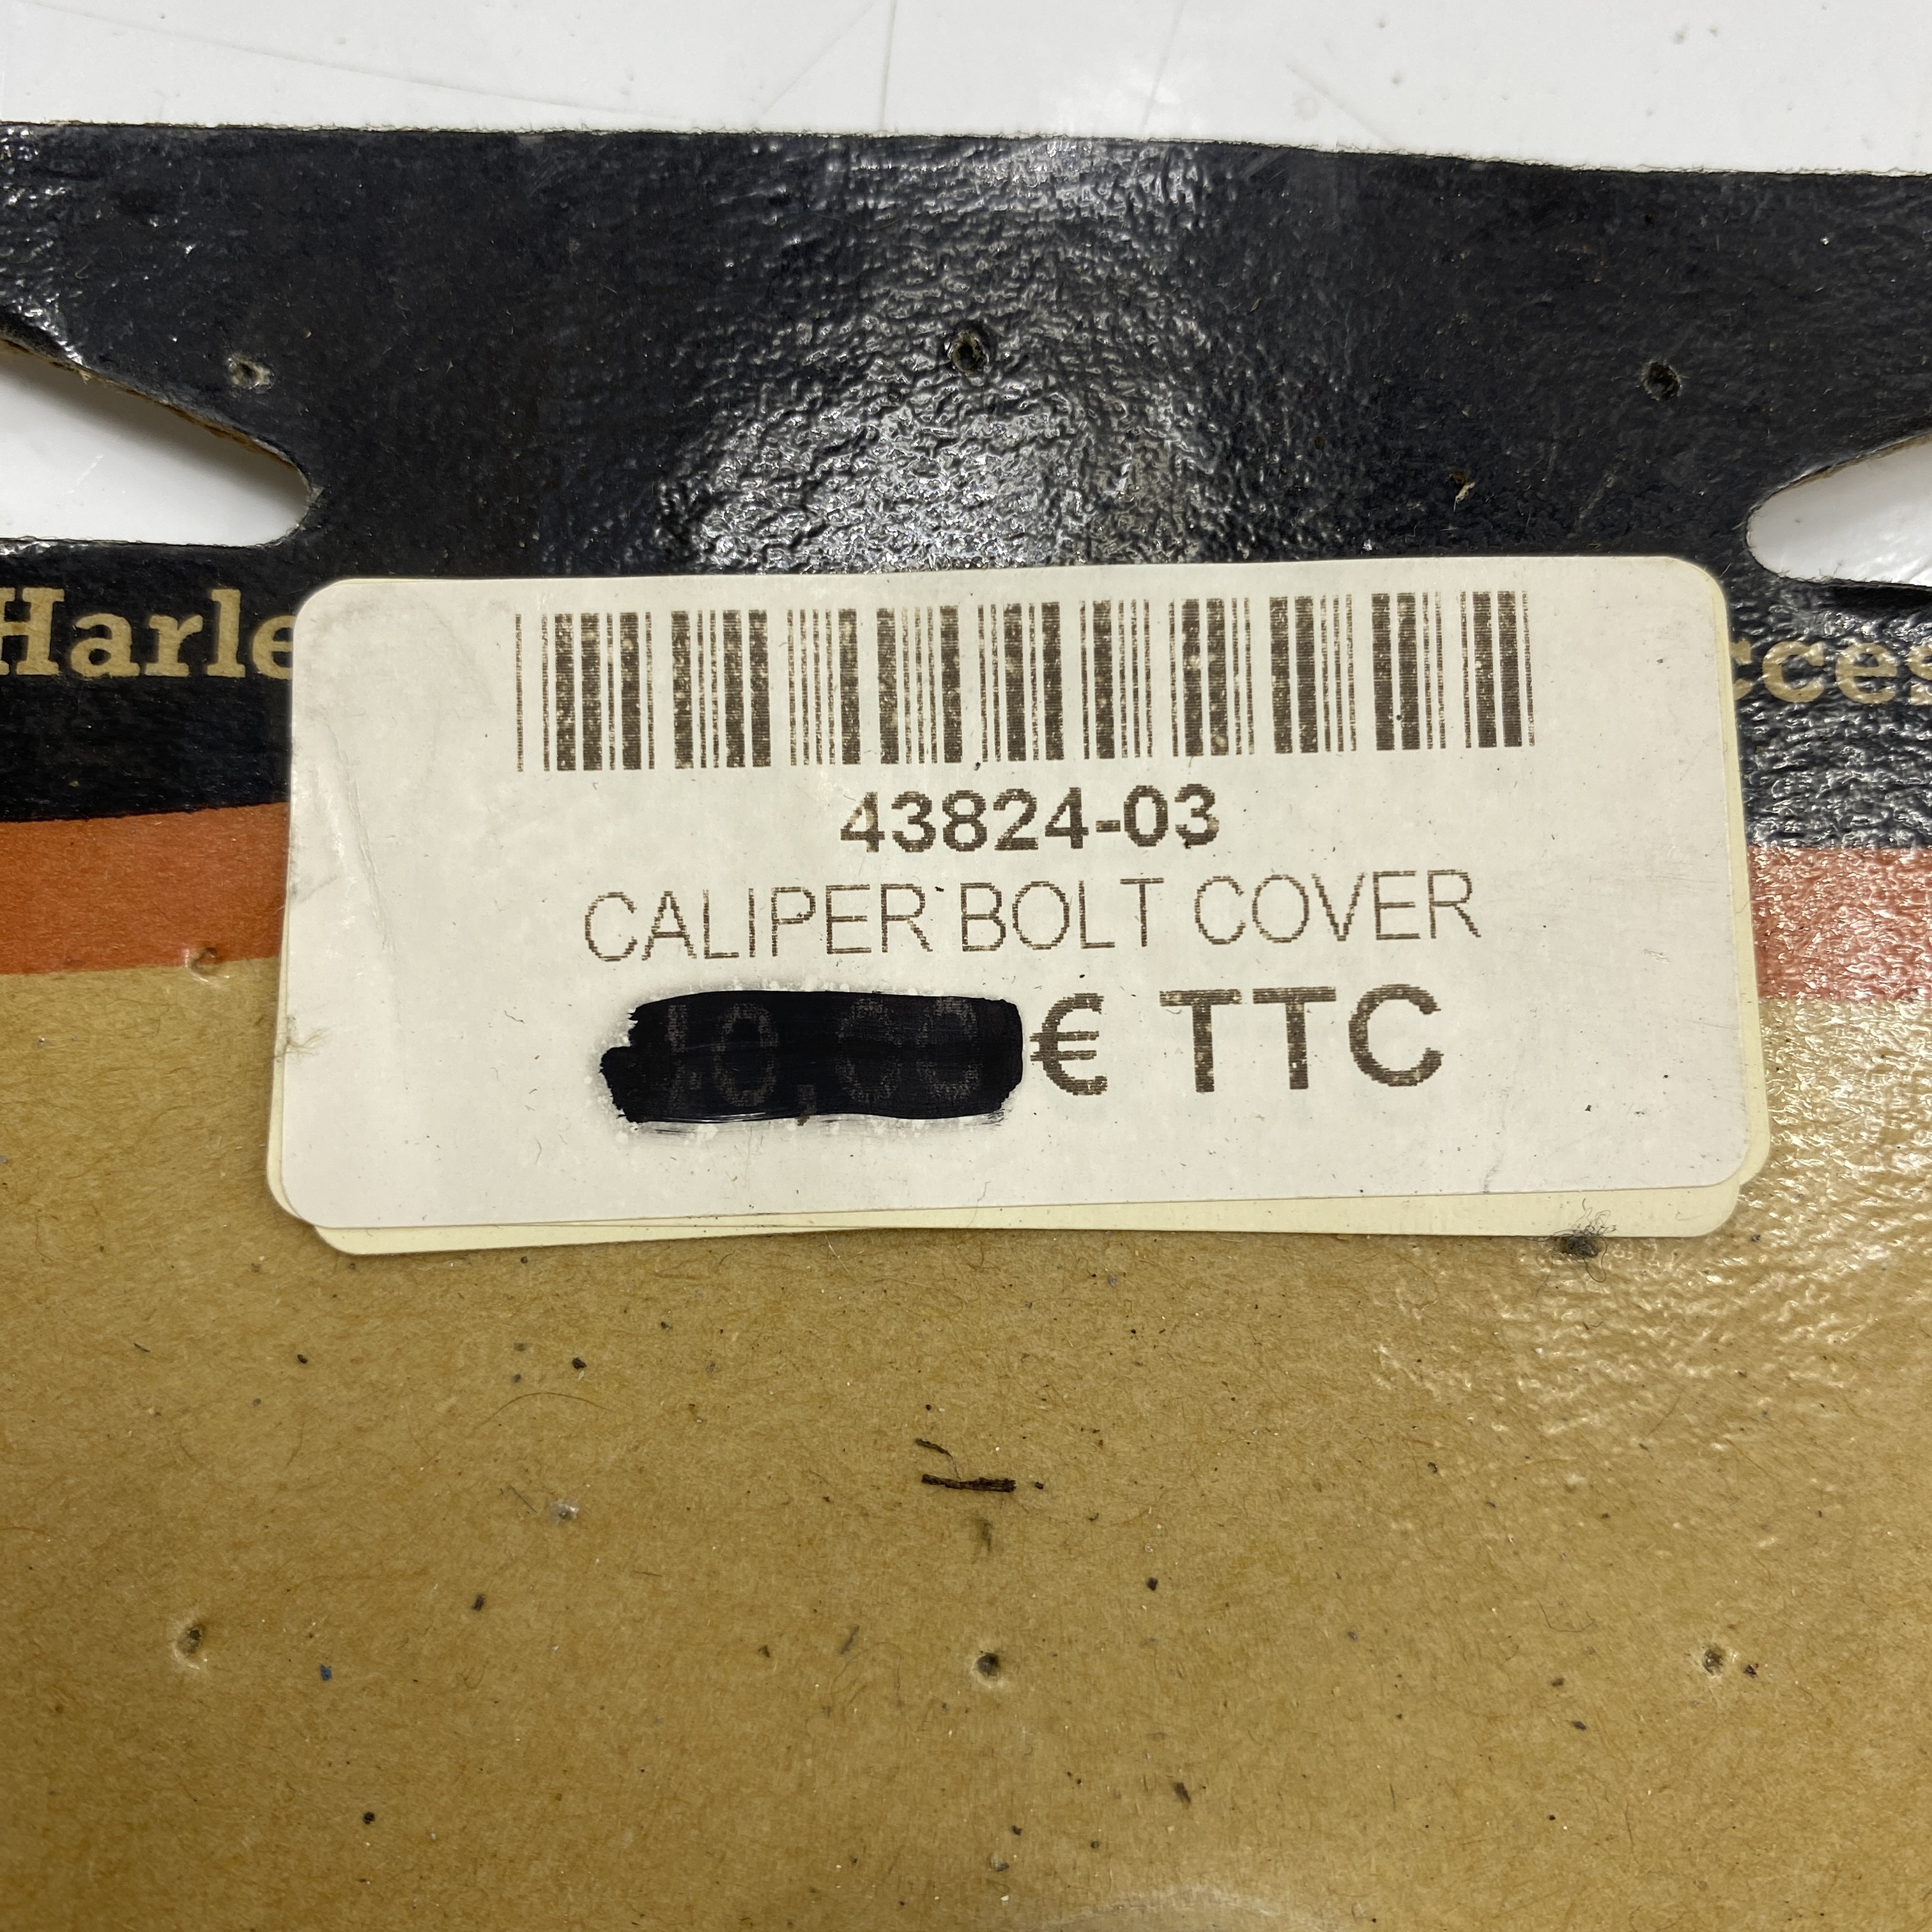 Harle
cces
43824-03
CALIPER BOLT COVER
€ TTC